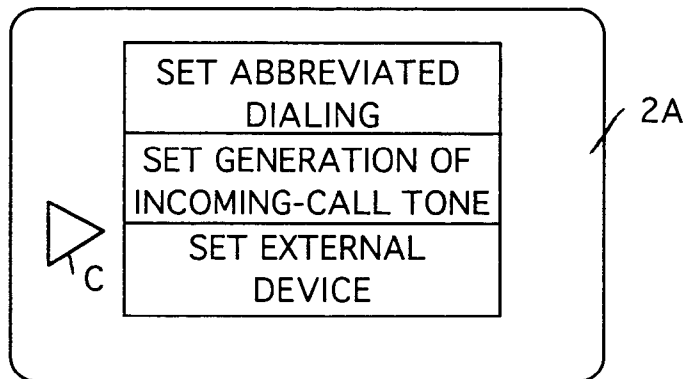 SET ABBREVIATED
DIALING
2A
SET GENERATION OF
INCOMING-CALL TONE
SET EXTERNAL
DEVICE
C